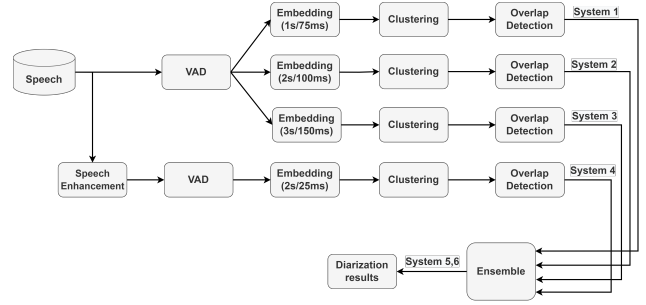 Embedding
(1s/75ms)
Clustering
Overlap
Detection
System 1
Speech
VAD
Embedding
(2s/100ms)
Clustering
Overlap
Detection
System 2
Embedding
(3s/150ms)
Clustering
Overlap
Detection
System 3
Speech
Enhancement
VAD
Embedding
(2s/25ms)
Clustering
Overlap
Detection
System 4
Diarization
results
System 5,6
Ensemble